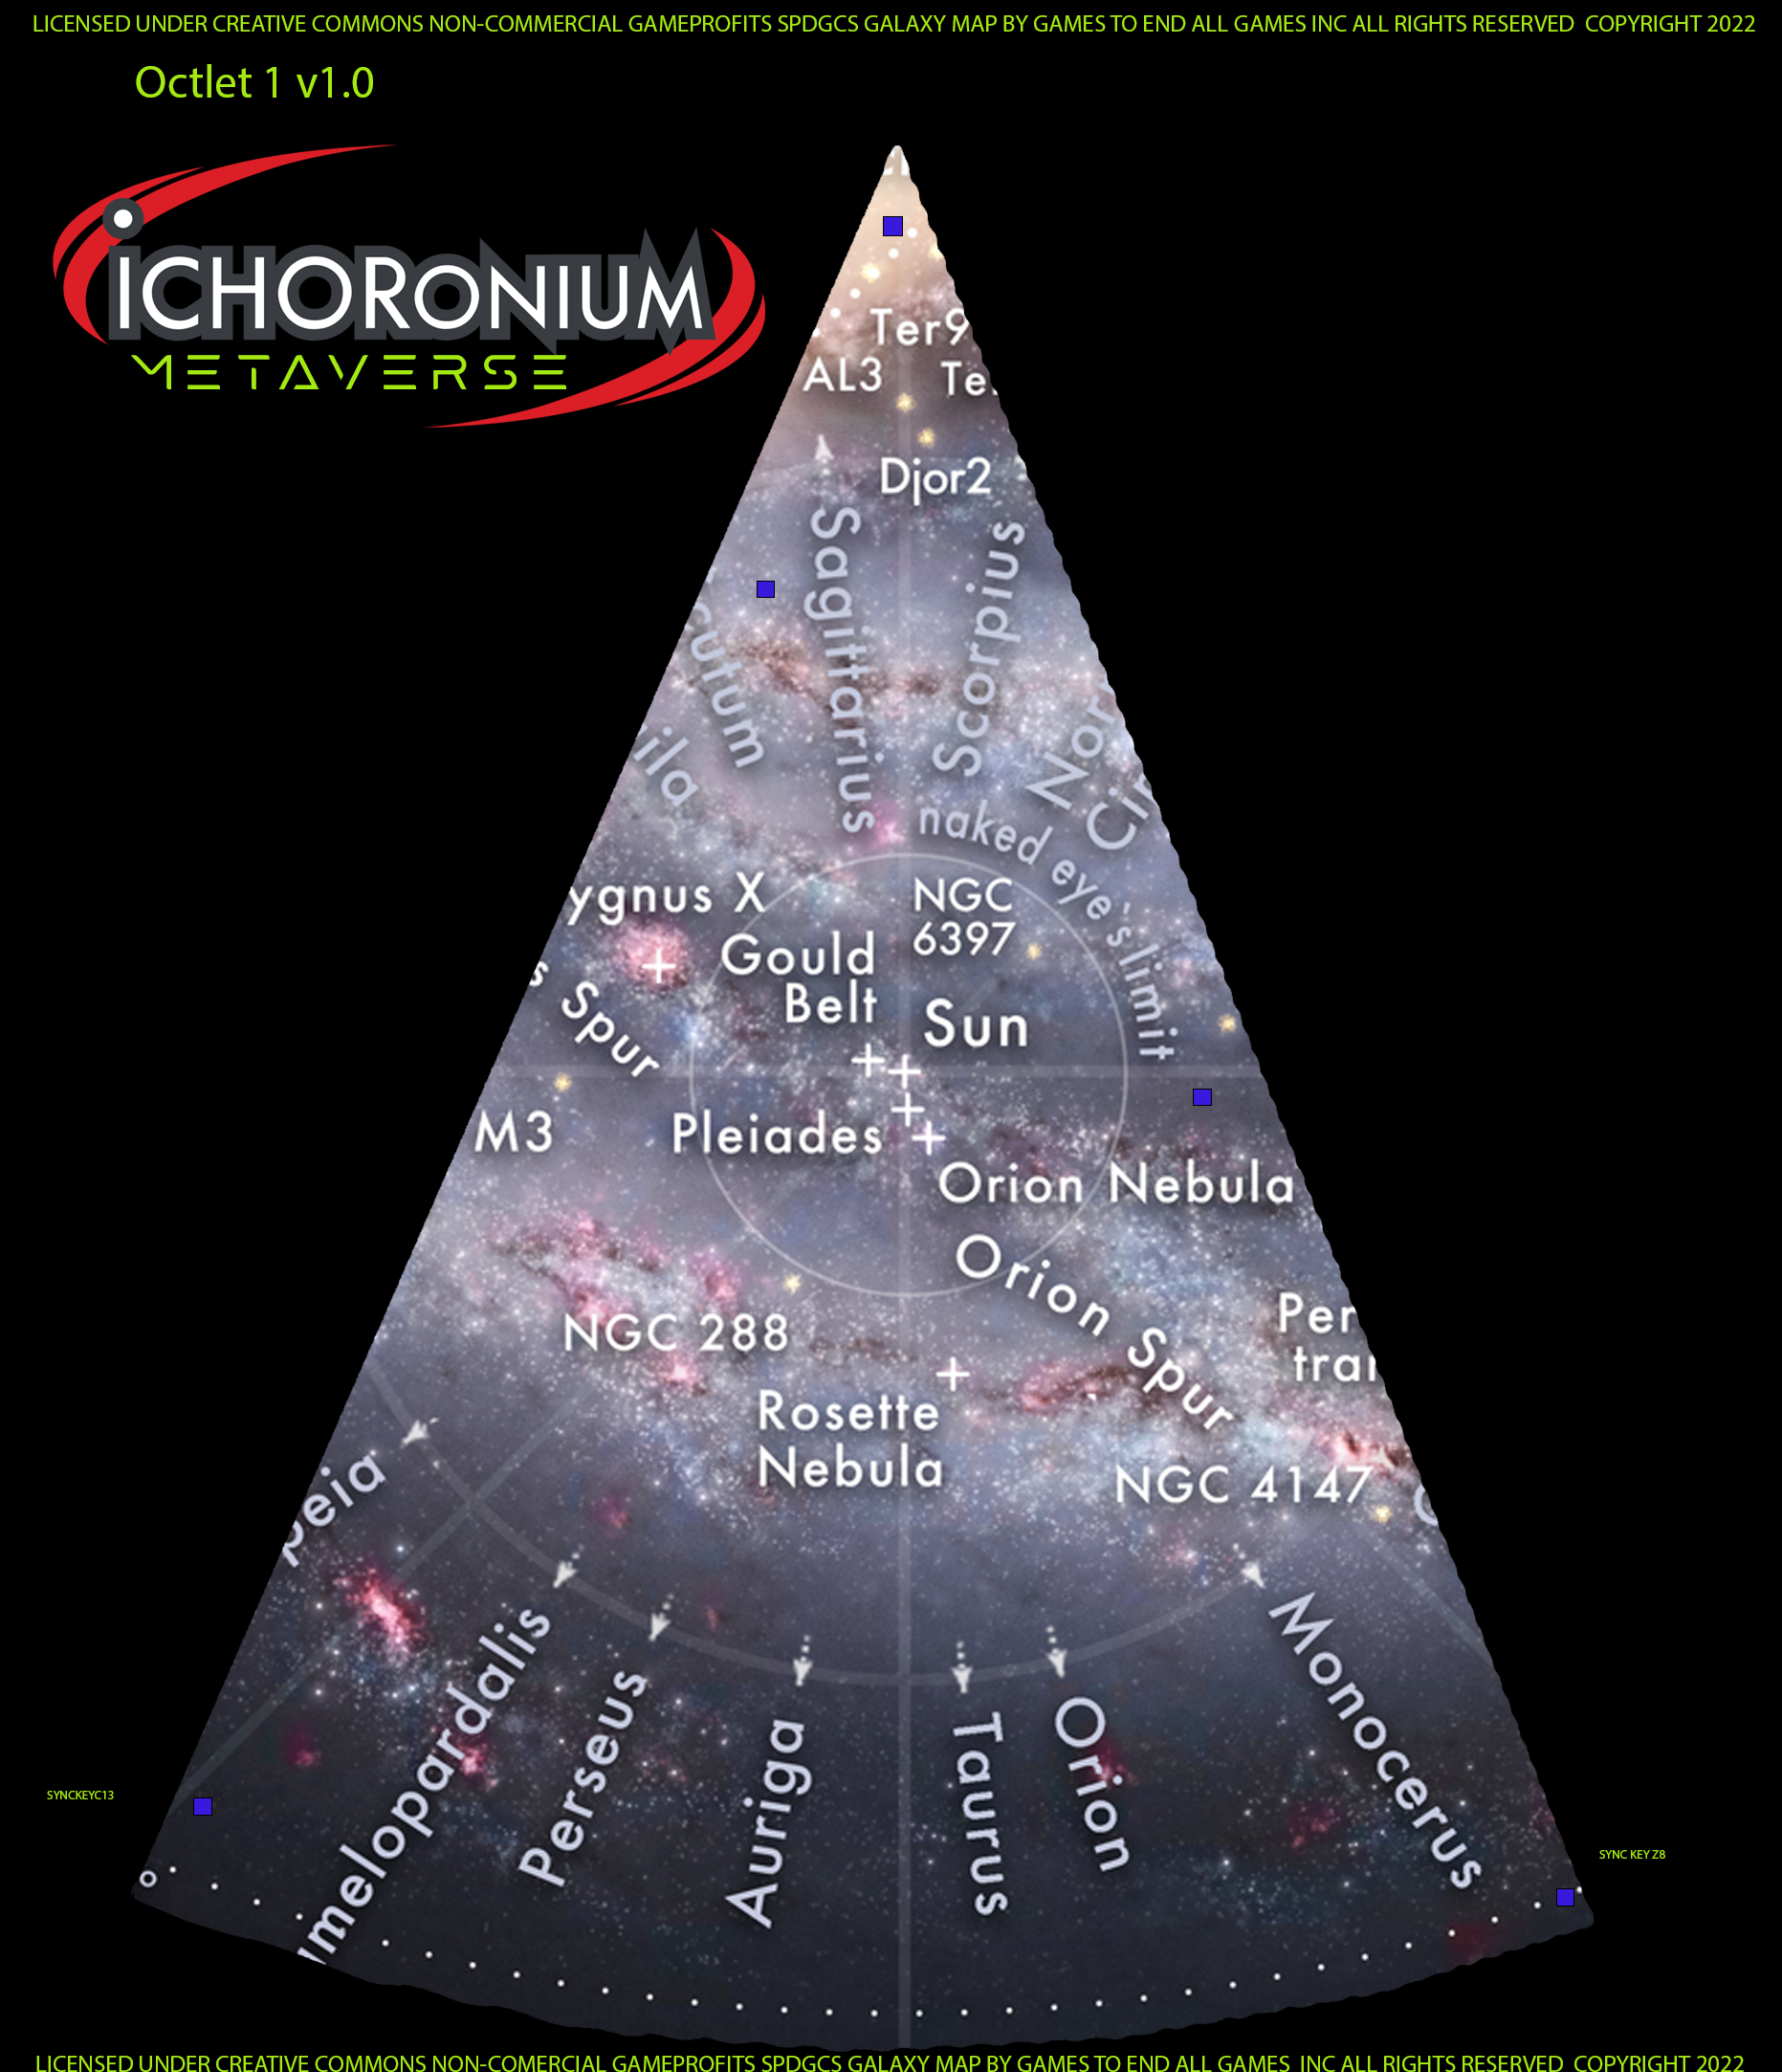 LICENSED UNDER CREATIVE COMMONS NON-COMMERCIAL GAMEPROFITS SPDGCS GALAXY MAP BY GAMES TO END ALL GAMES INC ALL RIGHTS RESERVED COPYRIGHT 2022
Octlet 1 v1.0
ICHORONIUM
METAVERSE
Ter9
AL3
Te
Djor2
Sagittarius
Scorpius
cutum
Nor
ila
Cir
naked eye's limit
ygnus X
NGC
6397
Gould
Belt
s Spur
Sun
M3
Pleiades
Orion Nebula
Orion Spur
NGC 288
Per
tran
Rosette
Nebula
NGC 4147
peia
Monocerus
melopardalis
Perseus
Auriga
Taurus
Orion
SYNCKEYC13
SYNC KEY Z8
LICENSED UNDER CREATIVE COMMONS NON-COMERCIAL GAMEPROFITS SPDGCS GALAXY MAP BY GAMES TO END ALL GAMES INC ALL RIGHTS RESERVED COPYRIGHT 2022